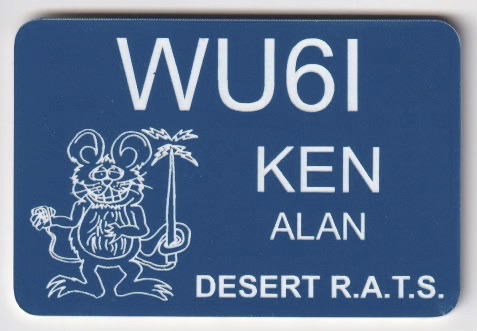 WU6I
KEN
ALAN
DESERT R.A.T.S.